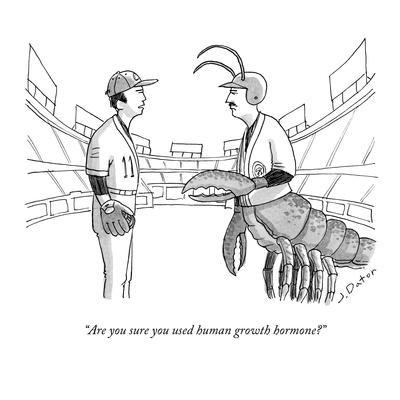 11
J. Dator
“Are you sure you used human growth hormone?”